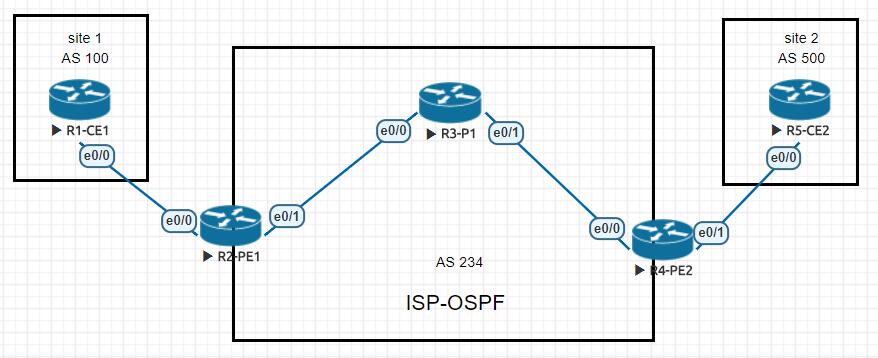 site 1
AS 100
R1-CE1
e0/0
site 2
AS 500
R5-CE2
e0/0
R3-P1
e0/0
e0/1
e0/0
e0/1
R2-PE1
e0/0
e0/1
R4-PE2
AS 234
ISP-OSPF